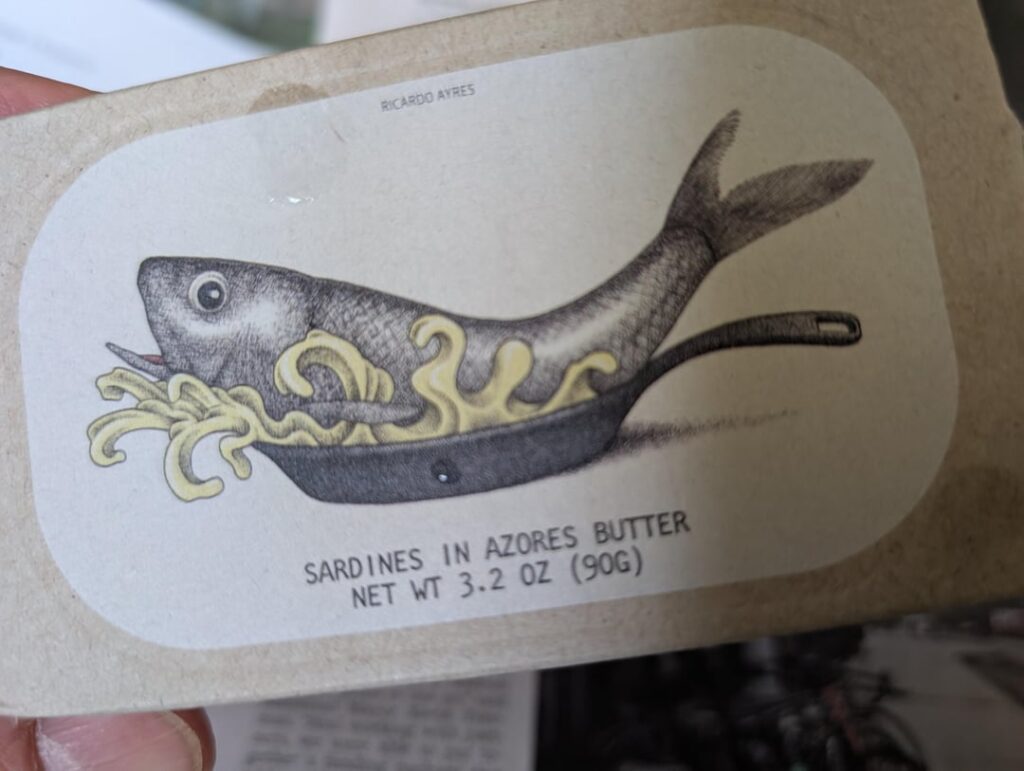 RICARDO AYRES
SARDINES IN AZORES BUTTER
NET WT 3.2 OZ (90G)